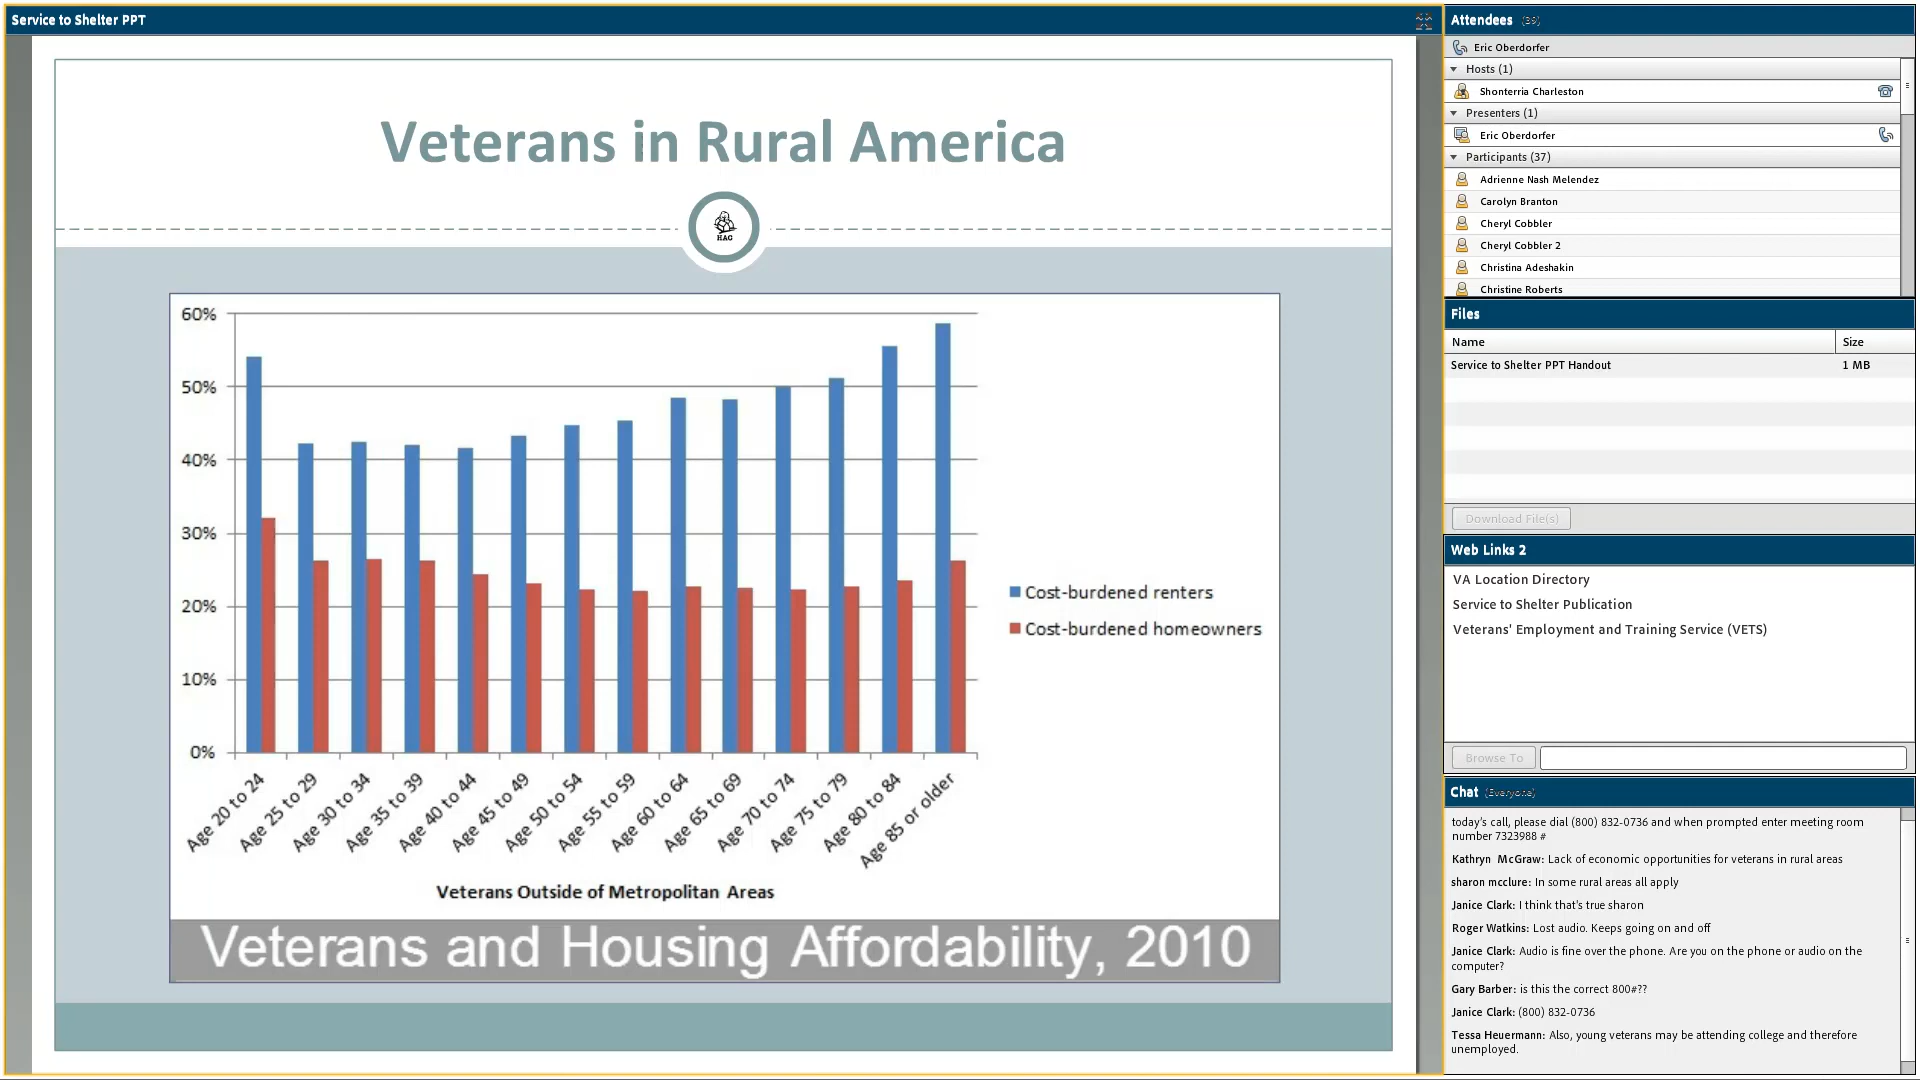 Service to Shelter PPT
Veterans in Rural America
HAC
60%
50%
40%
30%
20%
10%
0%
Age 20 to 24
Age 25 to 29
Age 30 to 34
Age 35 to 39
Age 40 to 44
Age 45 to 49
Age 50 to 54
Age 55 to 59
Age 60 to 64
Age 65 to 69
Age 70 to 74
Age 75 to 79
Age 80 to 84
Age 85 or older
Veterans Outside of Metropolitan Areas
Cost-burdened renters
Cost-burdened homeowners
Veterans and Housing Affordability, 2010
Attendees (39)
Eric Oberdorfer
Hosts (1)
Shonterria Charleston
Presenters (1)
Eric Oberdorfer
Participants (37)
Adrienne Nash Melendez
Carolyn Branton
Cheryl Cobbler
Cheryl Cobbler 2
Christina Adeshakin
Christine Roberts
Files
Name Size
Service to Shelter PPT Handout 1 MB
Download File(s)
Web Links 2
VA Location Directory
Service to Shelter Publication
Veterans' Employment and Training Service (VETS)
Browse To
Chat (Everyone)
today's call, please dial (800) 832-0736 and when prompted enter meeting room
number 7323988 #
Kathryn McGraw: Lack of economic opportunities for veterans in rural areas
sharon mcclure: In some rural areas all apply
Janice Clark: I think that's true sharon
Roger Watkins: Lost audio. Keeps going on and off
Janice Clark: Audio is fine over the phone. Are you on the phone or audio on the
computer?
Gary Barber: is this the correct 800#??
Janice Clark: (800) 832-0736
Tessa Heuermann: Also, young veterans may be attending college and therefore
unemployed.